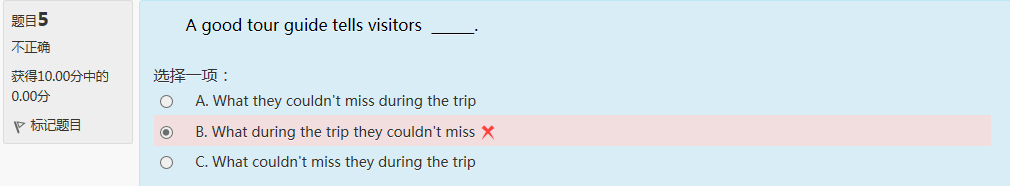 题目5
不正确
获得10.00分中的
0.00分
标记题目
A good tour guide tells visitors _____.
选择一项：
A. What they couldn't miss during the trip
B. What during the trip they couldn't miss
C. What couldn't miss they during the trip